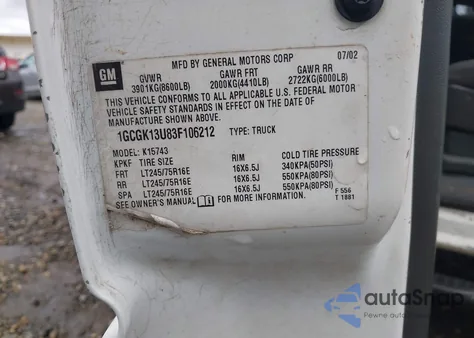 GM
MFD BY GENERAL MOTORS CORP 07/02
GVWR GAWR FRT GAWR RR
3901KG(8600LB) 2000KG(4410LB) 2722KG(6000LB)
THIS VEHICLE CONFORMS TO ALL APPLICABLE U.S. FEDERAL MOTOR
VEHICLE SAFETY STANDARDS IN EFFECT ON THE DATE OF
MANUFACTURE SHOWN ABOVE.
1GCGK13U83F106212 TYPE: TRUCK
MODEL: K15743
KPKF TIRE SIZE RIM COLD TIRE PRESSURE
FRT LT245/75R16E 16X6.5J 340KPA(50PSI)
RR LT245/75R16E 16X6.5J 550KPA(80PSI)
SPA LT245/75R16E 16X6.5J 550KPA(80PSI)
SEE OWNER'S MANUAL FOR MORE INFORMATION. F 556
T 1881
autoSnap
Pewne auto